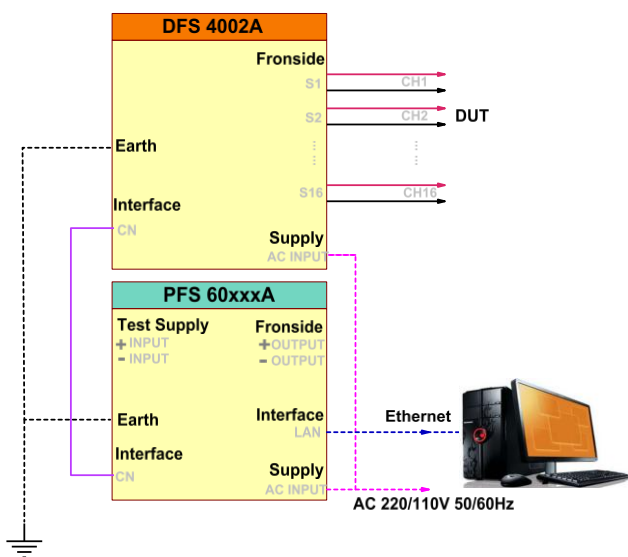 DFS 4002A
Fronside
S1
CH1
S2
CH2
DUT
Earth
S16
CH16
Interface
CN
Supply
AC INPUT
PFS 60xxxA
Test Supply
Fronside
+ INPUT
+ OUTPUT
- INPUT
- OUTPUT
Earth
Interface
Ethernet
LAN
Interface
CN
Supply
AC INPUT
AC 220/110V 50/60Hz